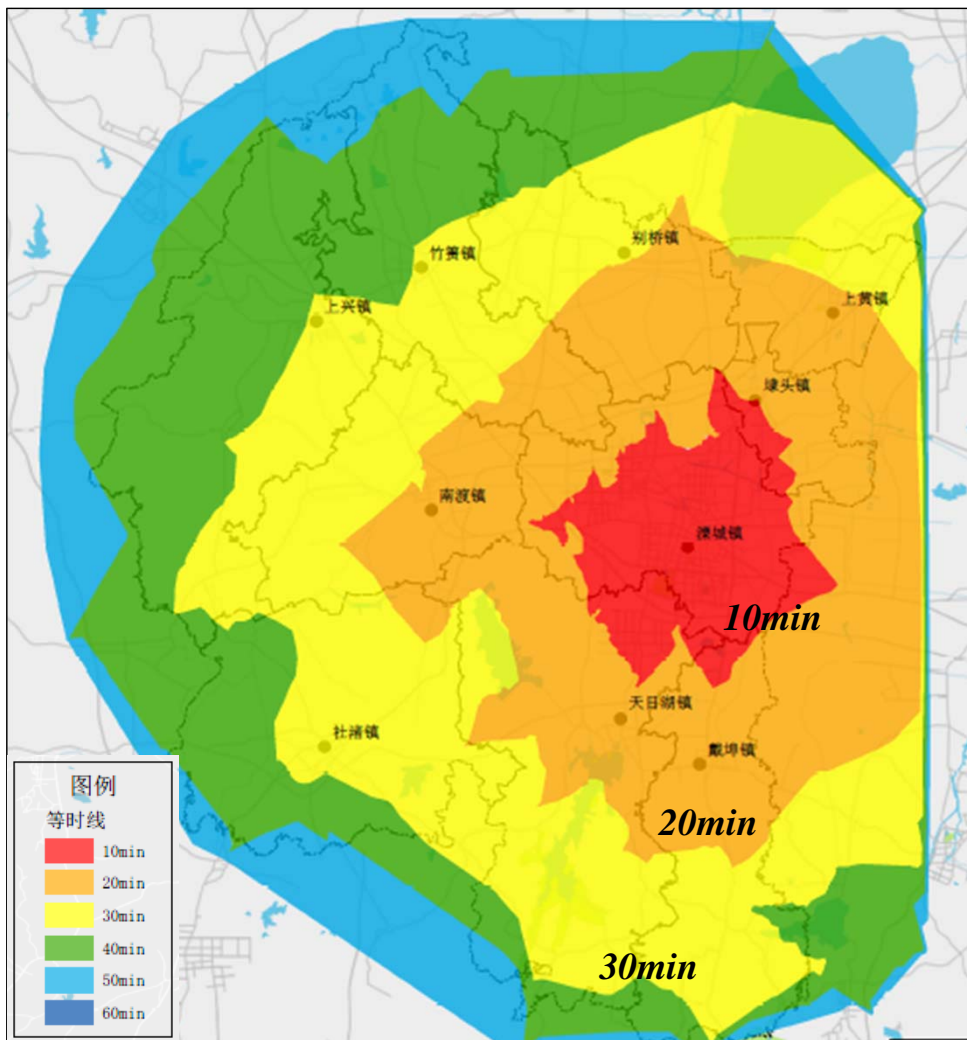 别桥镇
竹箦镇
上兴镇
上黄镇
埭头镇
南渡镇
溧城镇
10min
天目湖镇
社渚镇
戴埠镇
20min
30min
图例
等时线
10min
20min
30min
40min
50min
60min